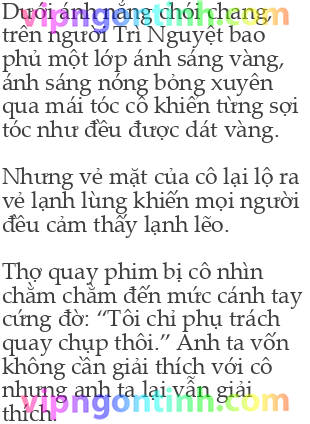 Dưới ánh nắng chói chang,
trên người Trì Nguyệt bao
phủ một lớp ánh sáng vàng,
ánh sáng nóng bỏng xuyên
qua mái tóc cô khiến từng sợi
tóc như đều được dát vàng.
Nhưng vẻ mặt của cô lại lộ ra
vẻ lạnh lùng khiến mọi người
đều cảm thấy lạnh lẽo.
Thợ quay phim bị cô nhìn
chằm chằm đến mức cánh tay
cứng đờ: “Tôi chỉ phụ trách
quay chụp thôi.” Anh ta vốn
không cần giải thích với cô
nhưng anh ta lại vẫn giải
thích.
vipngontinh.com
vipngontinh.com